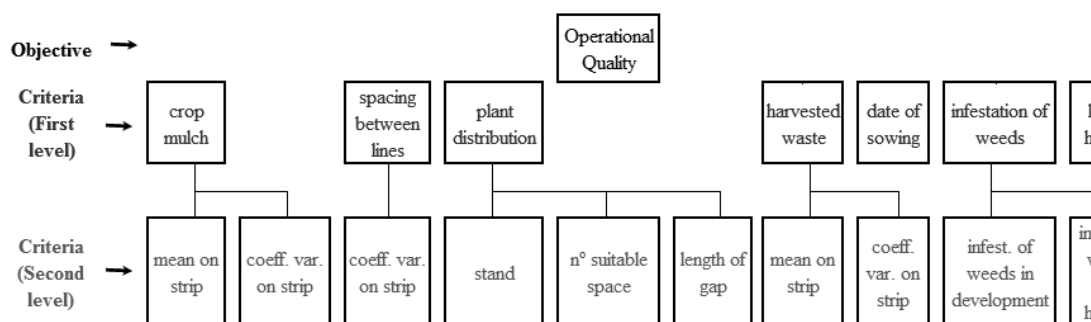 Objective
Operational
Quality
Criteria
(First
level)
crop
mulch
spacing
between
lines
plant
distribution
harvested
waste
date of
sowing
infestation of
weeds
Criteria
(Second
level)
mean on
strip
coeff. var.
on strip
coeff. var.
on strip
stand
nº suitable
space
length of
gap
mean on
strip
coeff.
var. on
strip
infest. of
weeds in
development